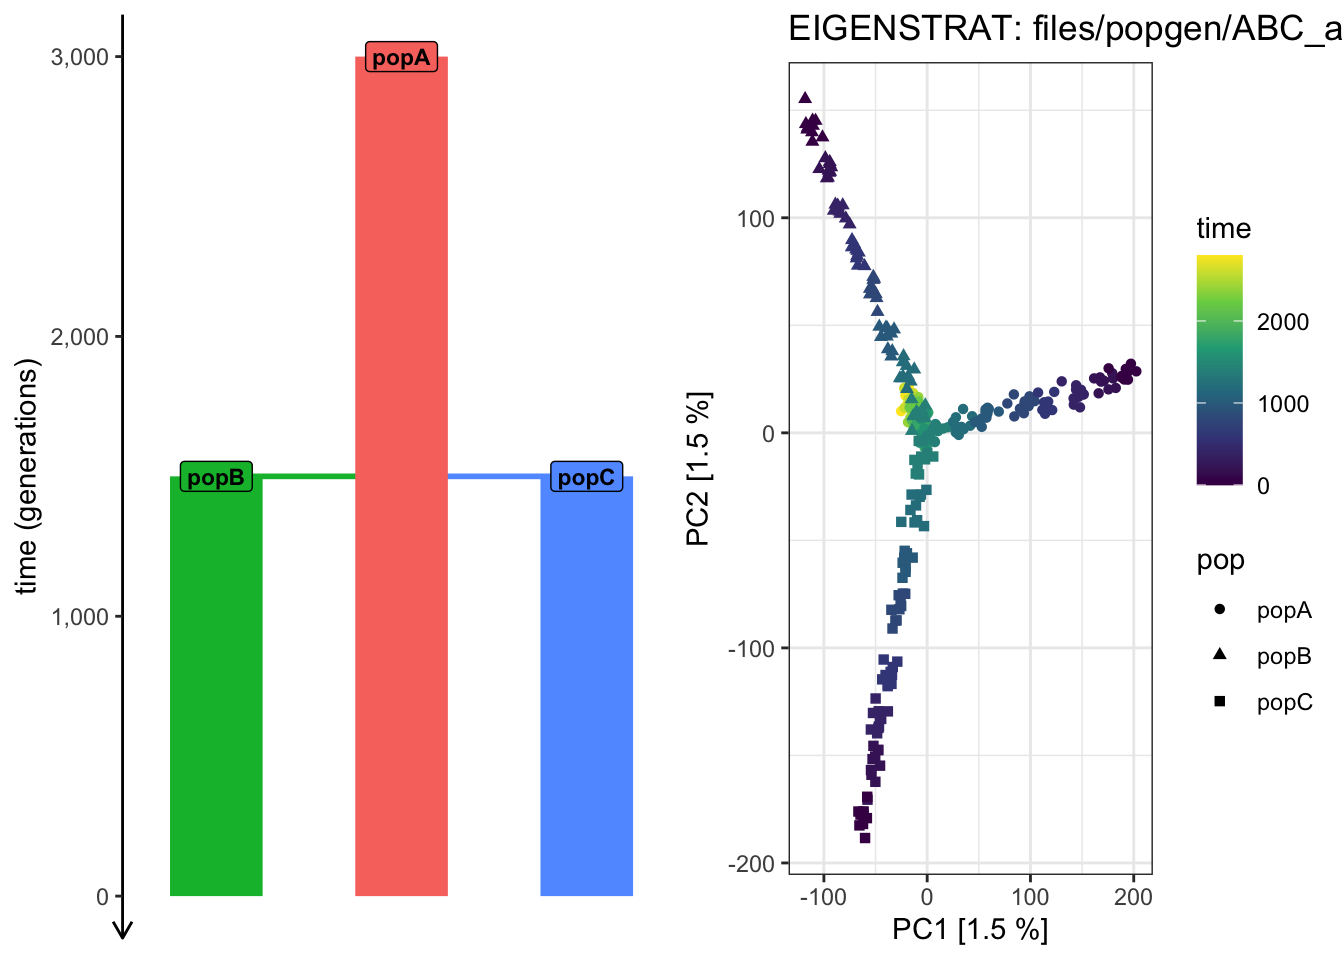 3,000
2,000
1,000
0
time (generations)
popA
popB
popC
EIGENSTRAT: files/popgen/ABC_a
100
0
-100
-200
PC2 [1.5 %]
-100 0 100 200
PC1 [1.5 %]
time
2000
1000
0
pop
popA
popB
popC